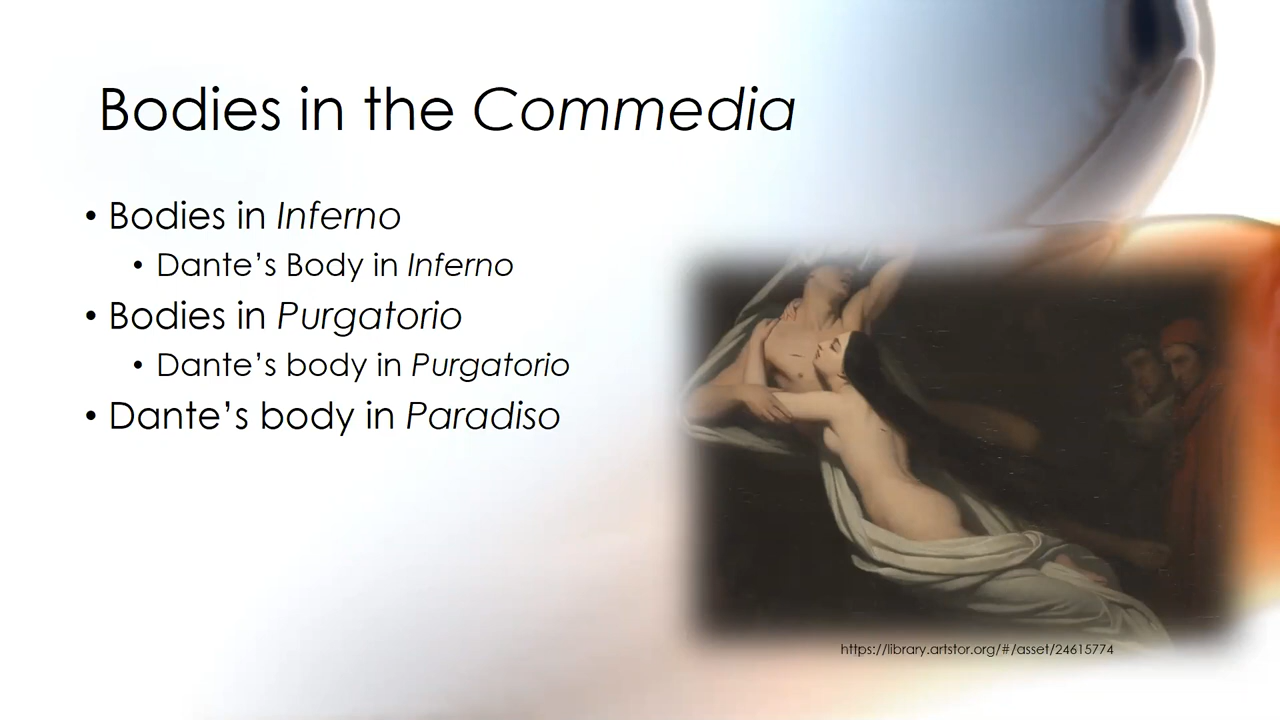 Bodies in the Commedia
• Bodies in Inferno
• Dante’s Body in Inferno
• Bodies in Purgatorio
• Dante’s body in Purgatorio
• Dante’s body in Paradiso
https://library.artstor.org/#/asset/24615774